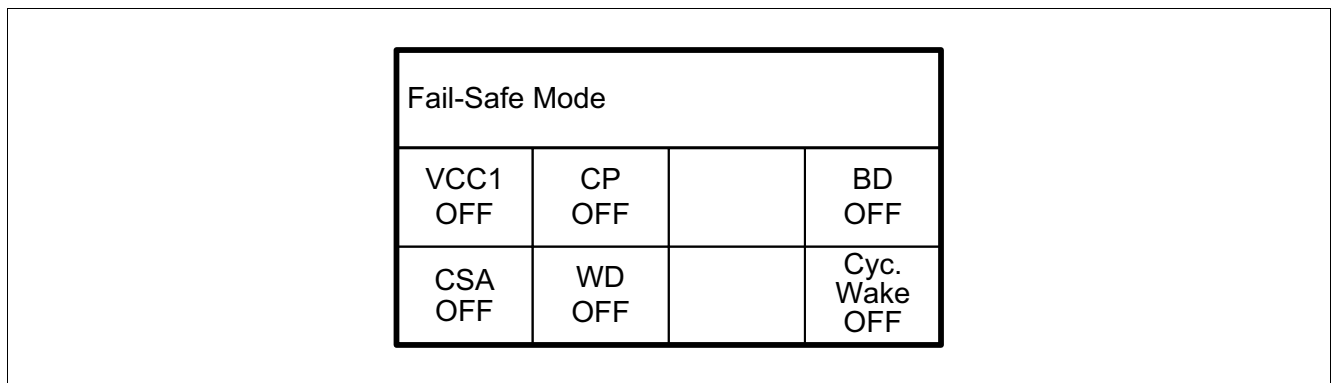 Fail-Safe Mode
VCC1
OFF
CP
OFF
BD
OFF
CSA
OFF
WD
OFF
Cyc.
Wake
OFF